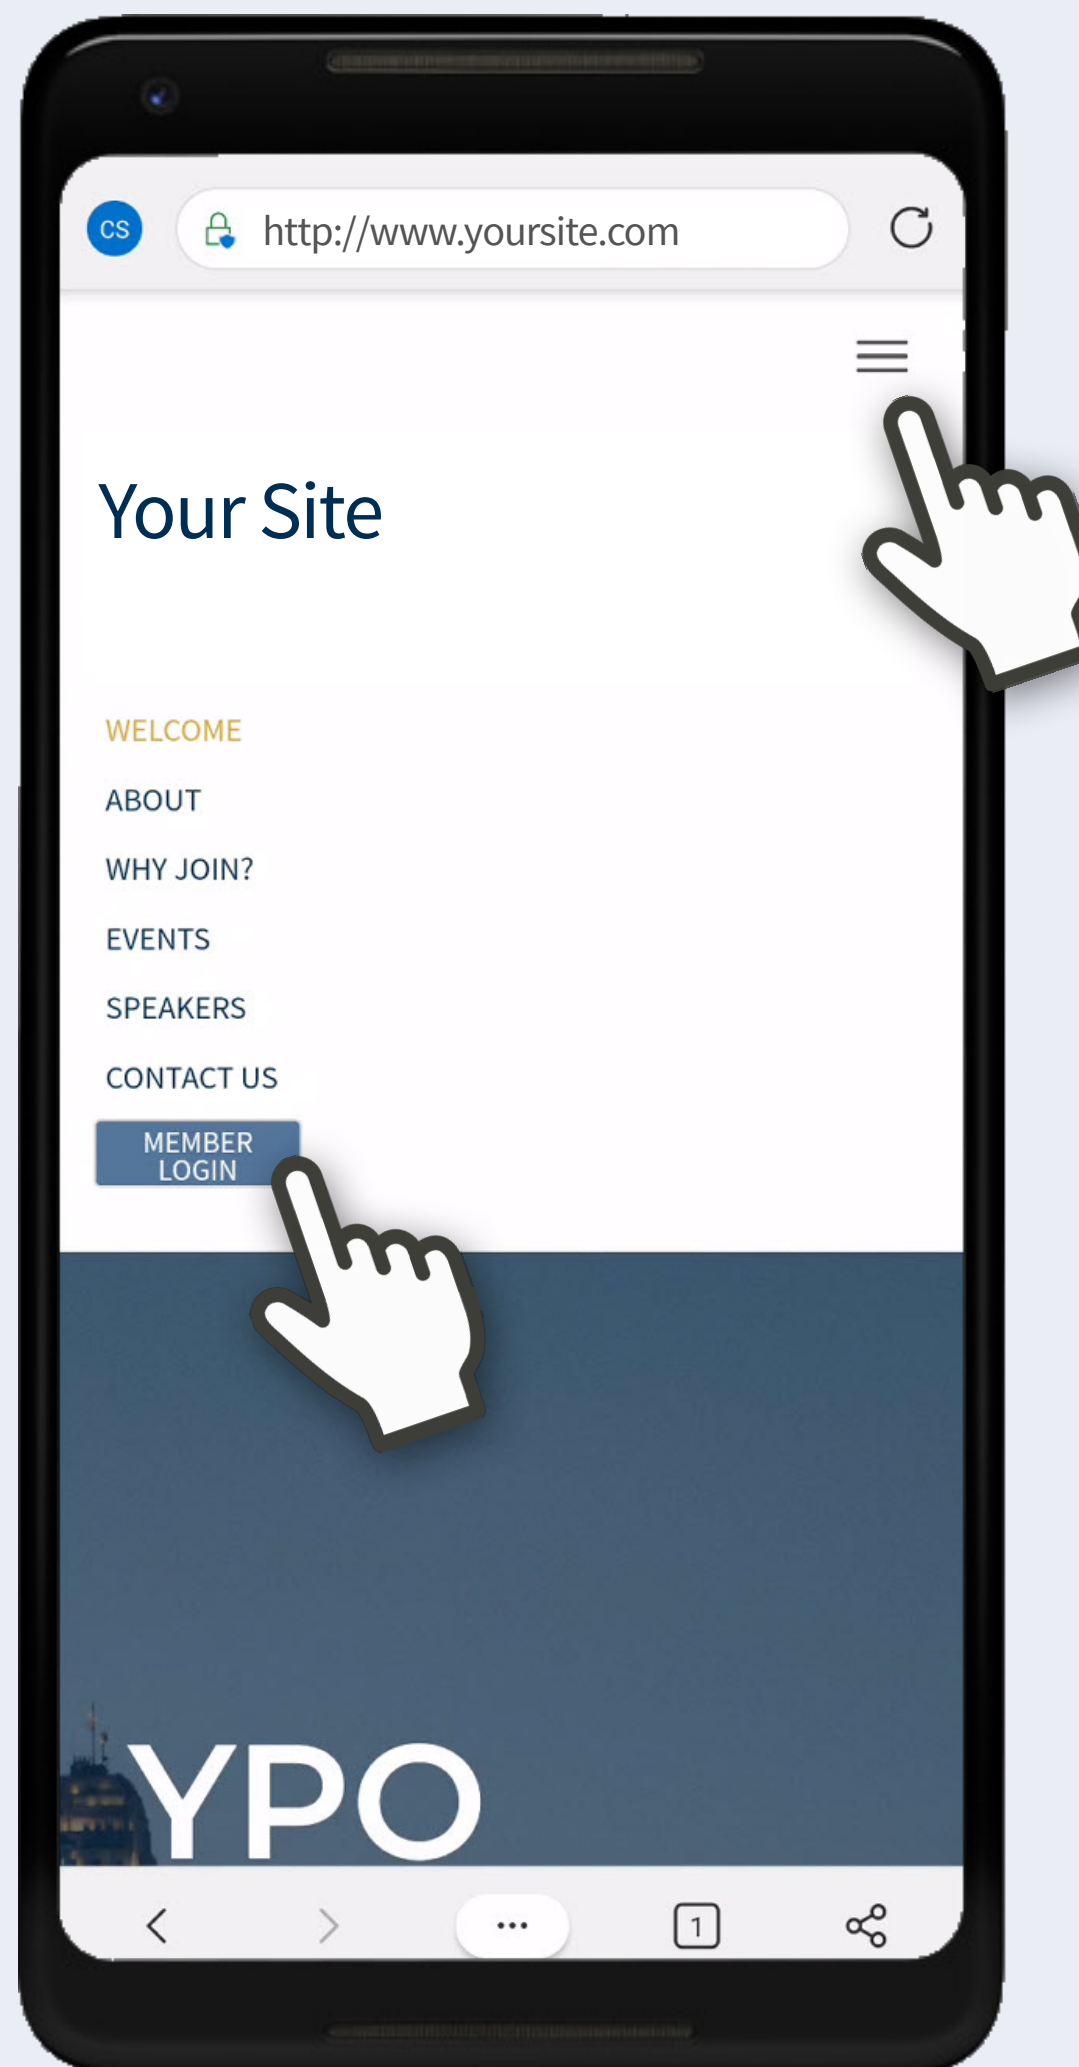 CS
http://www.yoursite.com
Your Site
WELCOME
ABOUT
WHY JOIN?
EVENTS
SPEAKERS
CONTACT US
MEMBER
LOGIN
YPO
1